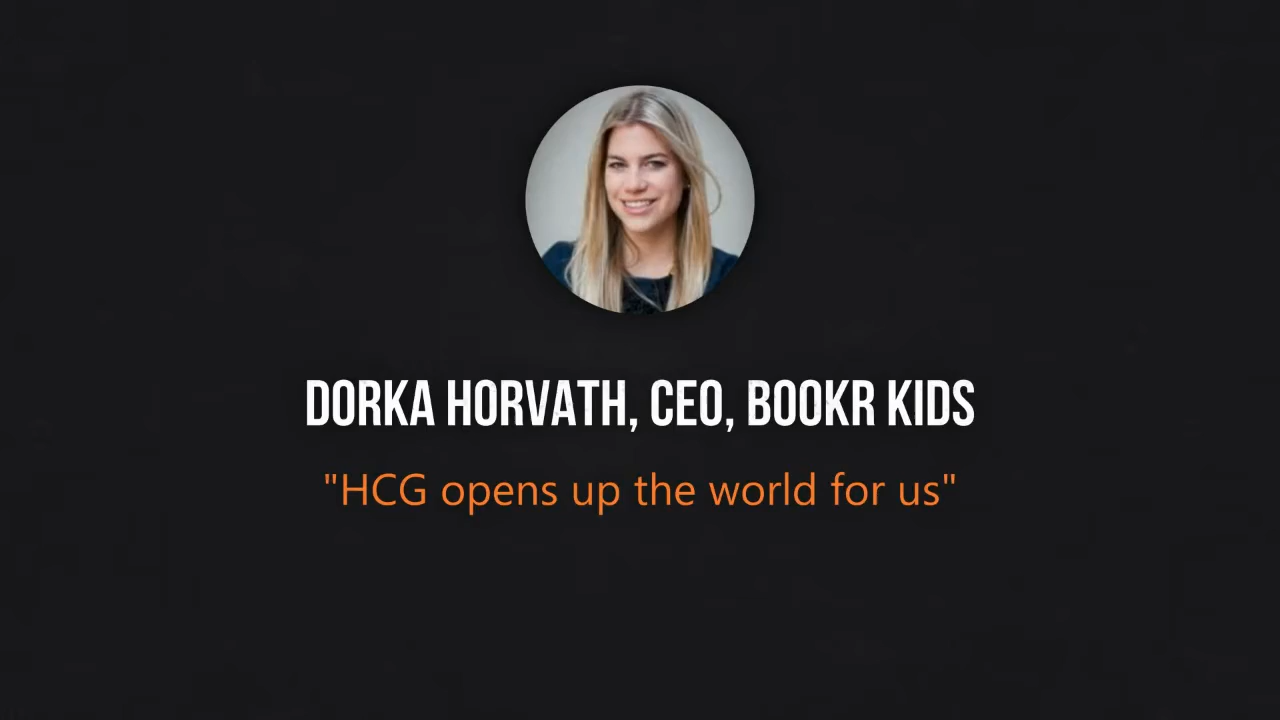 DORKA HORVATH, CEO, BOOKR KIDS
"HCG opens up the world for us"